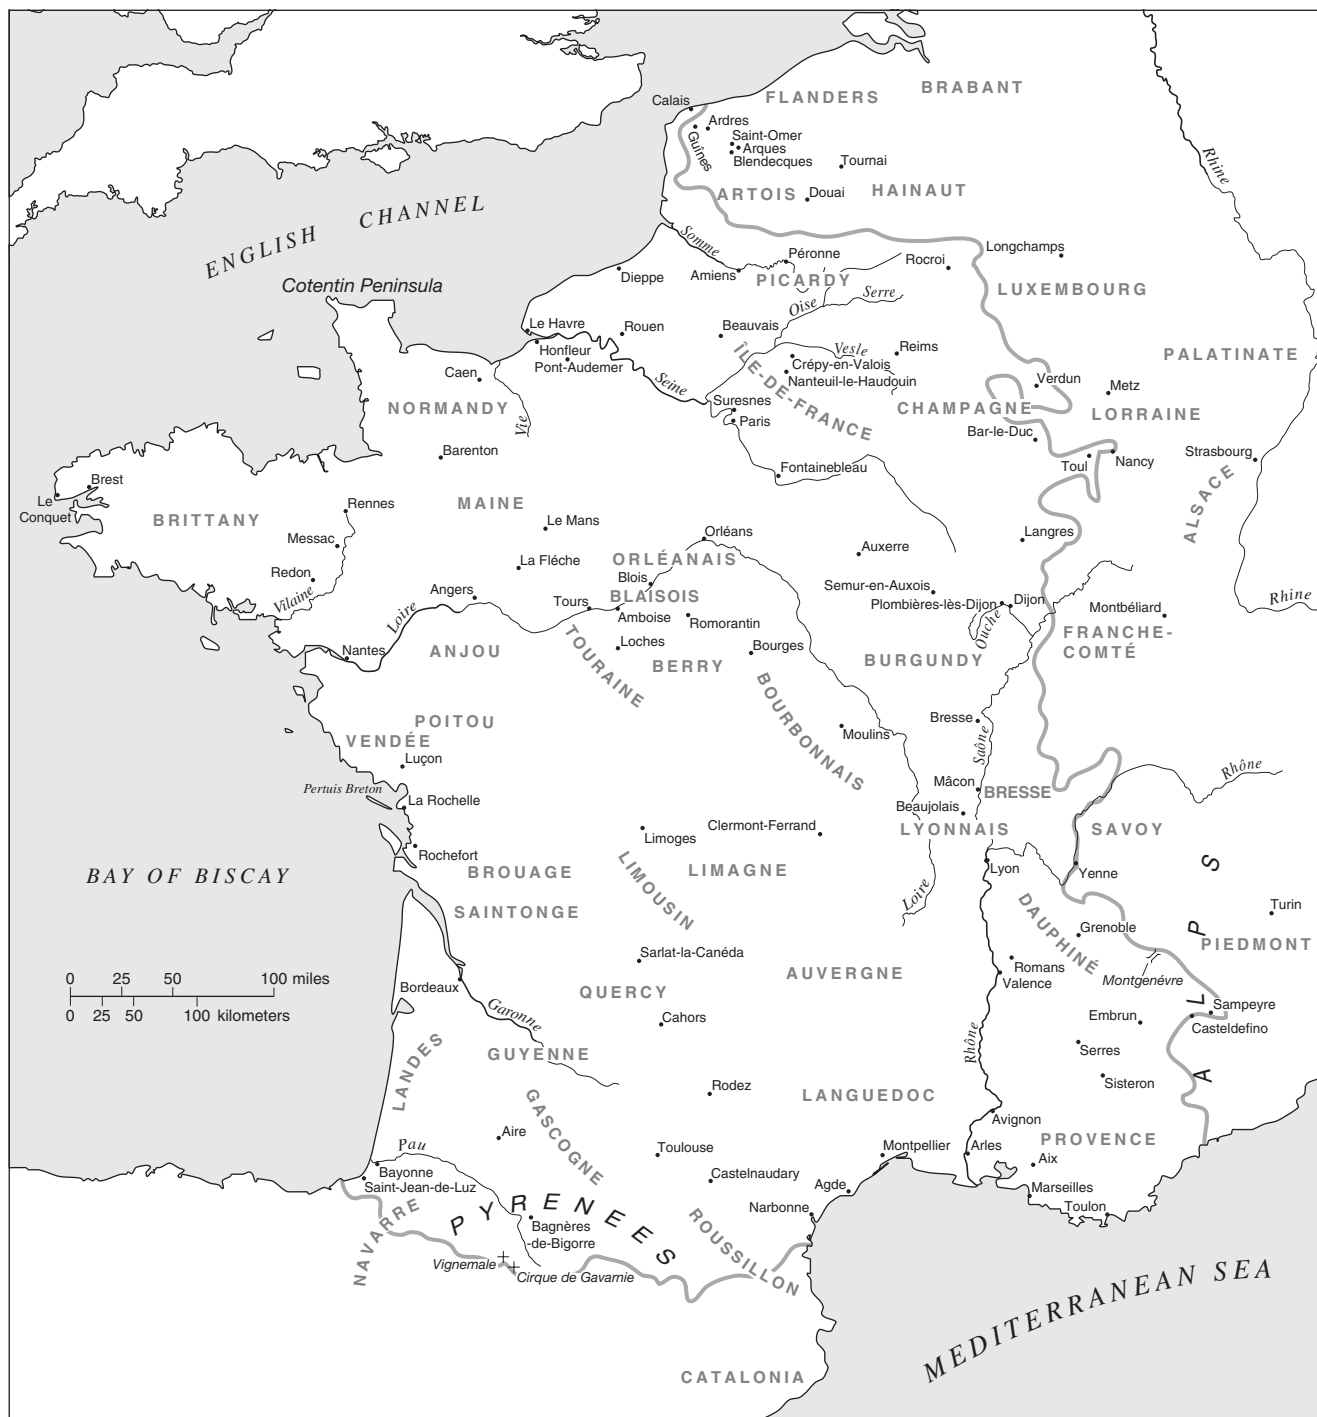 BRABANT
FLANDERS
Calais
Ardres
Guînes
Saint-Omer
Arques
Blendecques
Tournai
Rhine
ARTOIS
Douai
HAINAUT
ENGLISH CHANNEL
Somme
Péronne
Longchamps
Rocroi
Dieppe
Amiens
PICARDY
Cotentin Peninsula
Oise
Serre
LUXEMBOURG
Le Havre
Rouen
Beauvais
Honfleur
Pont-Audemer
Vesle
Reims
PALATINATE
ÎLE-DE-FRANCE
Crépy-en-Valois
Nanteuil-le-Haudouin
Caen
Seine
Verdun
Metz
NORMANDY
Vie
Suresnes
Paris
CHAMPAGNE
LORRAINE
Bar-le-Duc
Barenton
Fontainebleau
Toul
Nancy
Strasbourg
Brest
Le
Conquet
Rennes
MAINE
ALSACE
BRITTANY
Messac
Le Mans
Orléans
Auxerre
Langres
Redon
La Fléche
ORLÉANAIS
Vilaine
Angers
Blois
BLAISOIS
Semur-en-Auxois
Plombières-lès-Dijon
Dijon
Loire
Tours
Amboise
Romorantin
Ouche
Montbéliard
Rhine
Nantes
ANJOU
Loches
TOURAINE
BERRY
Bourges
BURGUNDY
FRANCHE-
COMTÉ
BOURBONNAIS
POITOU
VENDÉE
Luçon
Moulins
Bresse
Saône
Pertuis Breton
La Rochelle
Mâcon
BRESSE
Rhône
Beaujolais
Limoges
Clermont-Ferrand
LYONNAIS
SAVOY
Rochefort
BAY OF BISCAY
BROUAGE
LIMOUSIN
LIMAGNE
Loire
Lyon
Yenne
ALPS
SAINTONGE
DAUPHINÉ
Turin
Grenoble
PIEDMONT
Sarlat-la-Canéda
Romans
Valence
Montgenévre
0 25 50 100 miles
0 25 50 100 kilometers
Bordeaux
QUERCY
AUVERGNE
Garonne
Cahors
Embrun
Sampeyre
Casteldefino
GUYENNE
Rhône
Serres
LANDES
Sisteron
GASCOGNE
Rodez
LANGUEDOC
Avignon
Aire
Pau
Toulouse
Montpellier
Arles
PROVENCE
Aix
Bayonne
Saint-Jean-de-Luz
Castelnaudary
Agde
Marseilles
Toulon
NAVARRE
PYRENEES
Bagnères
-de-Bigorre
Narbonne
ROUSSILLON
Vignemale
Cirque de Gavarnie
MEDITERRANEAN SEA
CATALONIA